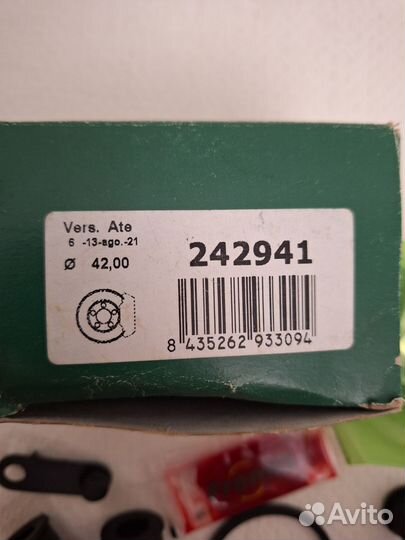 Vers. Ate
6 -13-ago.-21
Ø 42,00
242941
8 435262 933094
Avito